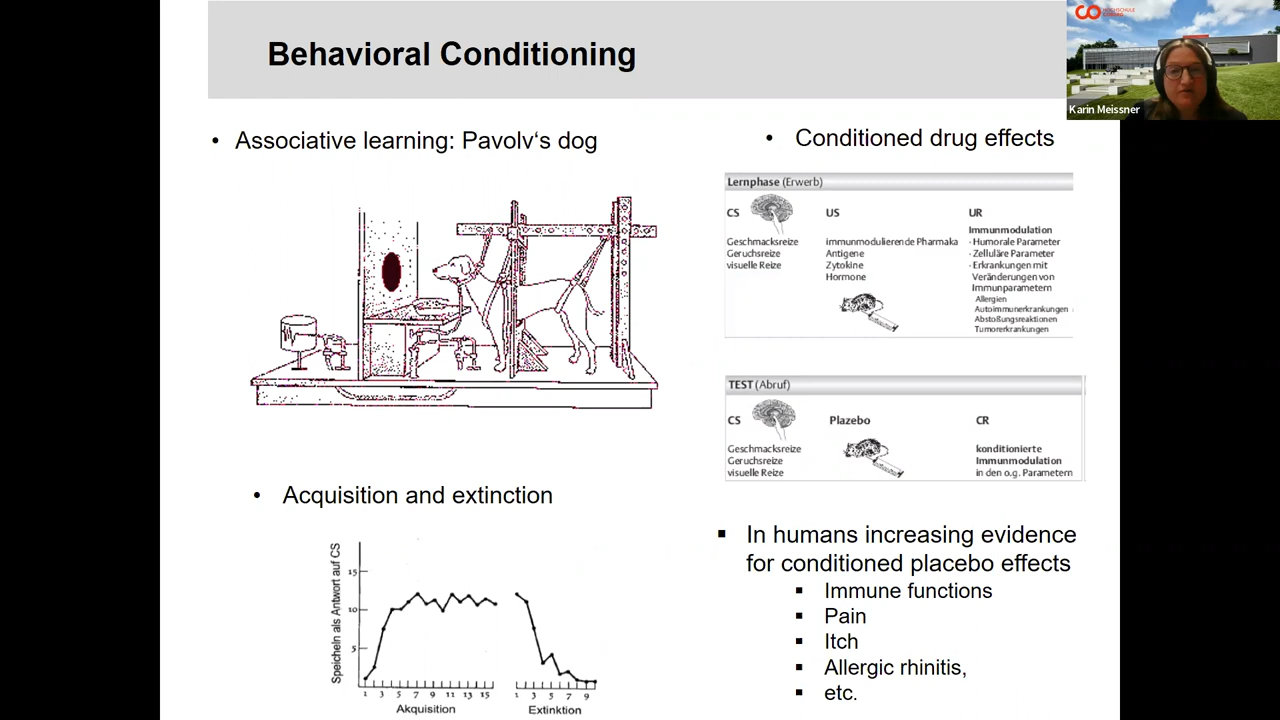 Behavioral Conditioning
CO HOCHSCHULE COBURG
Karin Meissner
• Associative learning: Pavolv‘s dog
• Acquisition and extinction
Speicheln als Antwort auf CS
15
10
5
1 3 5 7 9 11 13 15
1 3 5 7 9
Akquisition
Extinktion
• Conditioned drug effects
Lernphase (Erwerb)
CS
US
UR
Geschmacksreize
Geruchsreize
visuelle Reize
immunmodulierende Pharmaka
Antigene
Zytokine
Hormone
Immunmodulation
· Humorale Parameter
· Zelluläre Parameter
· Erkrankungen mit
Veränderungen von
Immunparametern
Allergien
Autoimmunerkrankungen
Abstoßungsreaktionen
Tumorerkrankungen
TEST (Abruf)
CS
Plazebo
CR
Geschmacksreize
Geruchsreize
visuelle Reize
konditionierte
Immunmodulation
in den o.g. Parametern
▪ In humans increasing evidence
for conditioned placebo effects
▪ Immune functions
▪ Pain
▪ Itch
▪ Allergic rhinitis,
▪ etc.